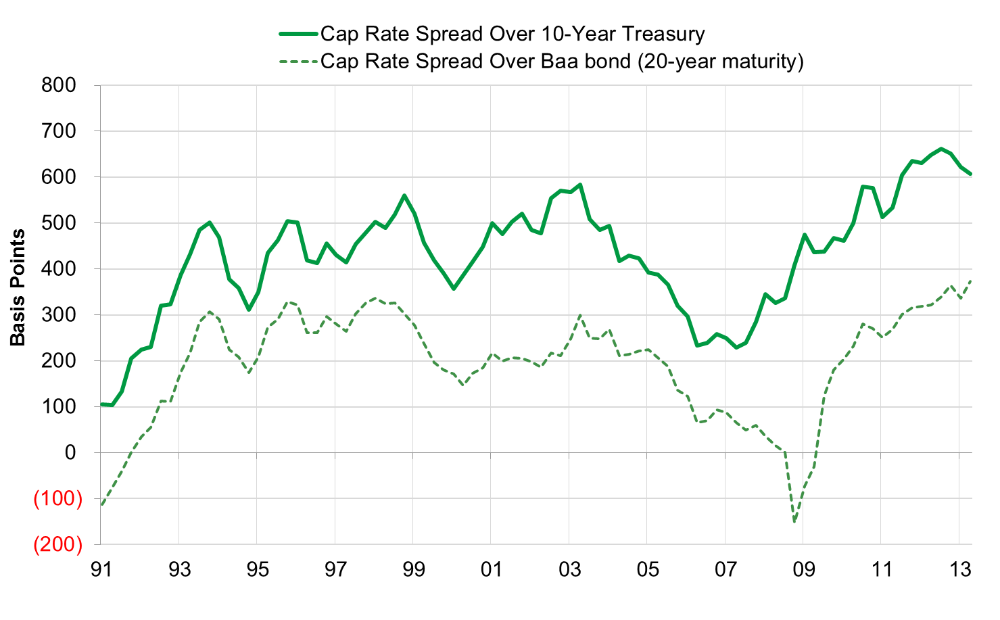 Cap Rate Spread Over 10-Year Treasury
Cap Rate Spread Over Baa bond (20-year maturity)
Basis Points
800
700
600
500
400
300
200
100
0
(100)
(200)
91 93 95 97 99 01 03 05 07 09 11 13